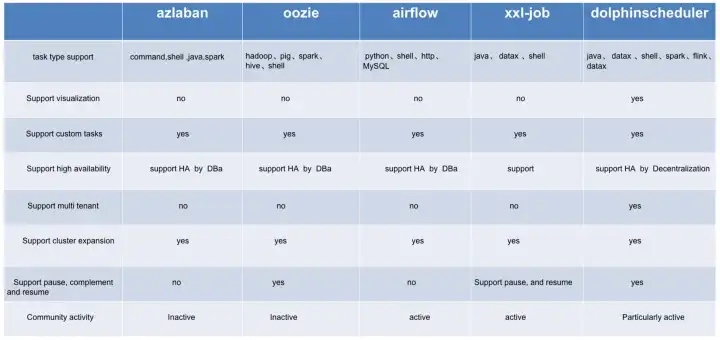 azlaban oozie airflow xxl-job dolphinscheduler
task type support command,shell ,java,spark hadoop、pig、spark、 python、shell、http、 java、 datax 、shell java、 datax 、shell、spark、flink、
hive、shell MySQL datax
Support visualization no no no no yes
Support custom tasks yes yes yes yes yes
Support high availability support HA by DBa support HA by DBa support HA by DBa support support HA by Decentralization
Support multi tenant no no no no yes
Support cluster expansion yes yes yes yes yes
Support pause, complement no yes no Support pause, and resume yes
and resume
Community activity Inactive Inactive active active Particularly active